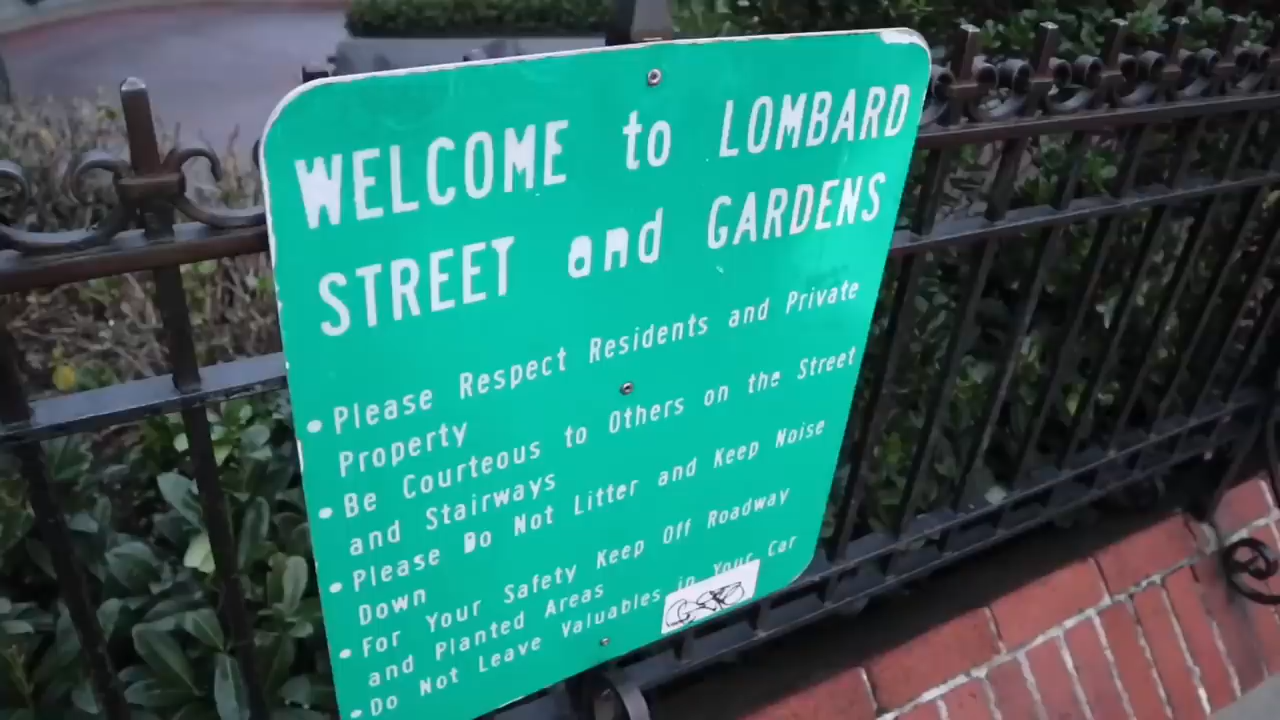 WELCOME to LOMBARD
STREET and GARDENS
• Please Respect Residents and Private
Property
• Be Courteous to Others on the Street
and Stairways
• Please Do Not Litter and Keep Noise
Down
• For Your Safety Keep Off Roadway
and Planted Areas
• Do Not Leave Valuables in Your Car